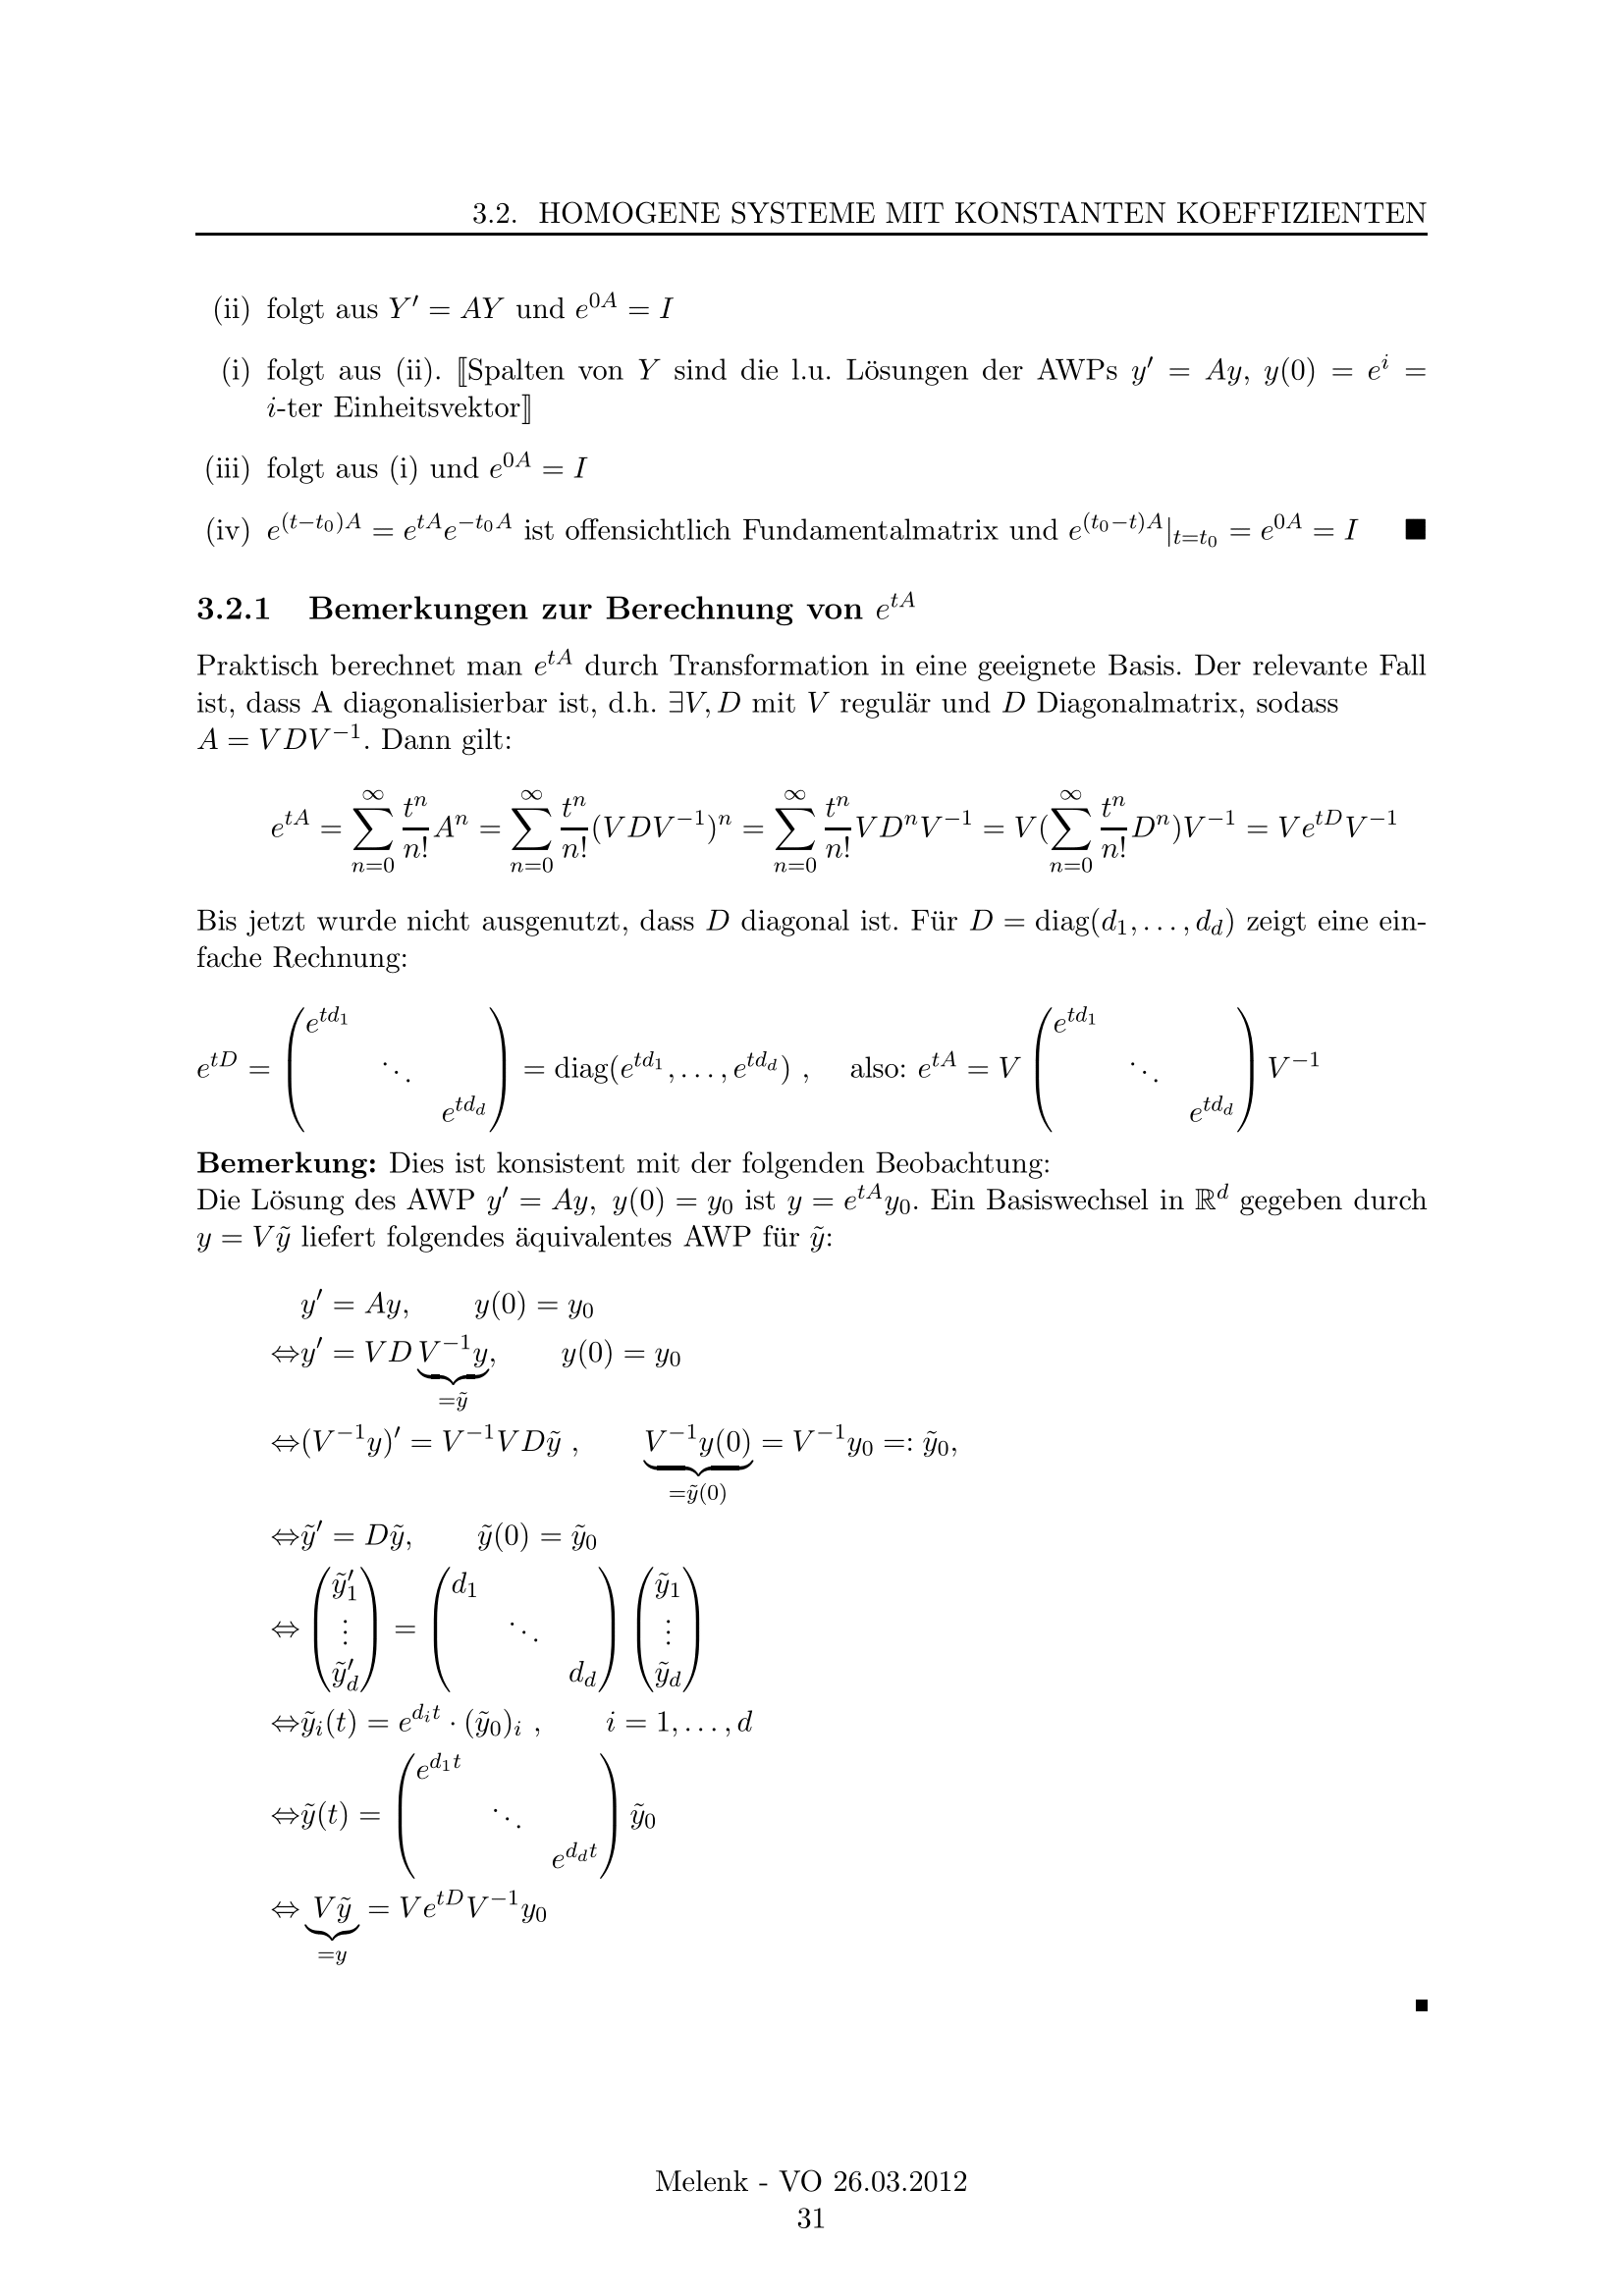 3.2. HOMOGENE SYSTEME MIT KONSTANTEN KOEFFIZIENTEN
(ii) folgt aus $Y' = AY$ und $e^{0A} = I$
(i) folgt aus (ii). ⟦Spalten von $Y$ sind die l.u. Lösungen der AWPs $y' = Ay$, $y(0) = e^i =$
$i$-ter Einheitsvektor⟧
(iii) folgt aus (i) und $e^{0A} = I$
(iv) $e^{(t-t_0)A} = e^{tA}e^{-t_0A}$ ist offensichtlich Fundamentalmatrix und $e^{(t_0-t)A}|_{t=t_0} = e^{0A} = I$ ■
3.2.1 Bemerkungen zur Berechnung von $e^{tA}$
Praktisch berechnet man $e^{tA}$ durch Transformation in eine geeignete Basis. Der relevante Fall
ist, dass A diagonalisierbar ist, d.h. $\exists V, D$ mit $V$ regulär und $D$ Diagonalmatrix, sodass
$A = VDV^{-1}$. Dann gilt:
$e^{tA} = \sum_{n=0}^{\infty} \frac{t^n}{n!} A^n = \sum_{n=0}^{\infty} \frac{t^n}{n!} (VDV^{-1})^n = \sum_{n=0}^{\infty} \frac{t^n}{n!} VD^nV^{-1} = V(\sum_{n=0}^{\infty} \frac{t^n}{n!} D^n)V^{-1} = Ve^{tD}V^{-1}$
Bis jetzt wurde nicht ausgenutzt, dass $D$ diagonal ist. Für $D = \mathrm{diag}(d_1, \ldots, d_d)$ zeigt eine ein-
fache Rechnung:
$e^{tD} = \begin{pmatrix} e^{td_1} & & \\ & \ddots & \\ & & e^{td_d} \end{pmatrix} = \mathrm{diag}(e^{td_1}, \ldots, e^{td_d})$ , also: $e^{tA} = V \begin{pmatrix} e^{td_1} & & \\ & \ddots & \\ & & e^{td_d} \end{pmatrix} V^{-1}$
Bemerkung: Dies ist konsistent mit der folgenden Beobachtung:
Die Lösung des AWP $y' = Ay,\ y(0) = y_0$ ist $y = e^{tA}y_0$. Ein Basiswechsel in $\mathbb{R}^d$ gegeben durch
$y = V\tilde{y}$ liefert folgendes äquivalentes AWP für $\tilde{y}$:
$y' = Ay, \quad y(0) = y_0$
$\Leftrightarrow y' = VD\underbrace{V^{-1}y}_{=\tilde{y}}, \quad y(0) = y_0$
$\Leftrightarrow (V^{-1}y)' = V^{-1}VD\tilde{y}\ , \quad \underbrace{V^{-1}y(0)}_{=\tilde{y}(0)} = V^{-1}y_0 =: \tilde{y}_0,$
$\Leftrightarrow \tilde{y}' = D\tilde{y}, \quad \tilde{y}(0) = \tilde{y}_0$
$\Leftrightarrow \begin{pmatrix} \tilde{y}_1' \\ \vdots \\ \tilde{y}_d' \end{pmatrix} = \begin{pmatrix} d_1 & & \\ & \ddots & \\ & & d_d \end{pmatrix} \begin{pmatrix} \tilde{y}_1 \\ \vdots \\ \tilde{y}_d \end{pmatrix}$
$\Leftrightarrow \tilde{y}_i(t) = e^{d_it} \cdot (\tilde{y}_0)_i\ , \quad i = 1, \ldots, d$
$\Leftrightarrow \tilde{y}(t) = \begin{pmatrix} e^{d_1t} & & \\ & \ddots & \\ & & e^{d_dt} \end{pmatrix} \tilde{y}_0$
$\Leftrightarrow \underbrace{V\tilde{y}}_{=y} = Ve^{tD}V^{-1}y_0$
■
Melenk - VO 26.03.2012
31